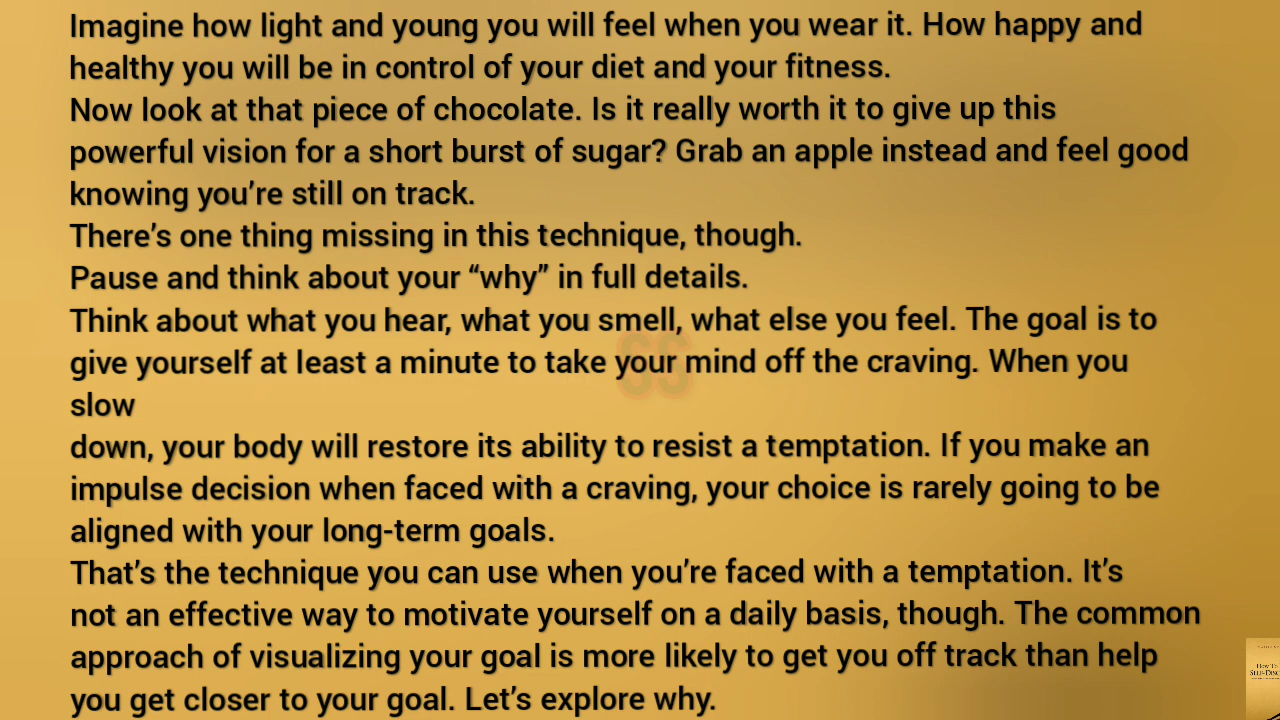 Imagine how light and young you will feel when you wear it. How happy and
healthy you will be in control of your diet and your fitness.
Now look at that piece of chocolate. Is it really worth it to give up this
powerful vision for a short burst of sugar? Grab an apple instead and feel good
knowing you’re still on track.
There’s one thing missing in this technique, though.
Pause and think about your “why” in full details.
Think about what you hear, what you smell, what else you feel. The goal is to
give yourself at least a minute to take your mind off the craving. When you
slow
down, your body will restore its ability to resist a temptation. If you make an
impulse decision when faced with a craving, your choice is rarely going to be
aligned with your long-term goals.
That’s the technique you can use when you’re faced with a temptation. It’s
not an effective way to motivate yourself on a daily basis, though. The common
approach of visualizing your goal is more likely to get you off track than help
you get closer to your goal. Let’s explore why.
How To